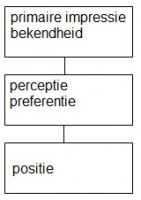 primaire impressie
bekendheid
perceptie
preferentie
positie